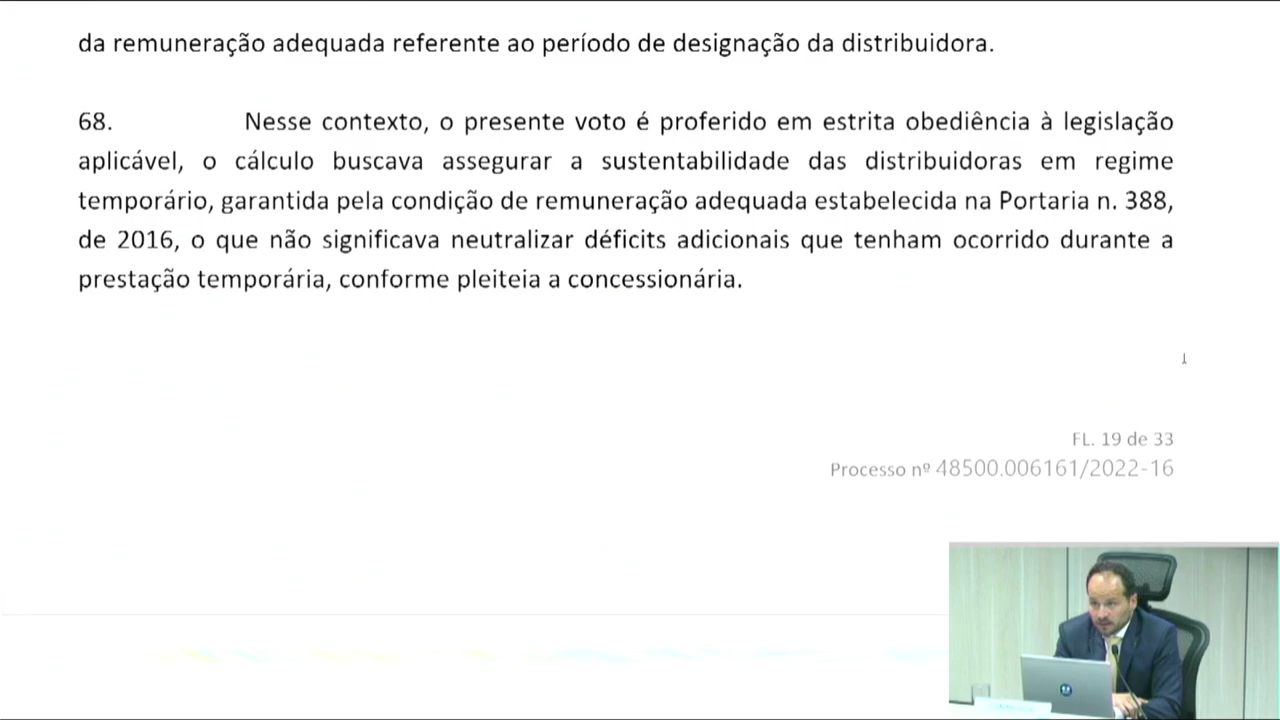 da remuneração adequada referente ao período de designação da distribuidora.
68. Nesse contexto, o presente voto é proferido em estrita obediência à legislação
aplicável, o cálculo buscava assegurar a sustentabilidade das distribuidoras em regime
temporário, garantida pela condição de remuneração adequada estabelecida na Portaria n. 388,
de 2016, o que não significava neutralizar déficits adicionais que tenham ocorrido durante a
prestação temporária, conforme pleiteia a concessionária.
FL. 19 de 33
Processo nº 48500.006161/2022-16